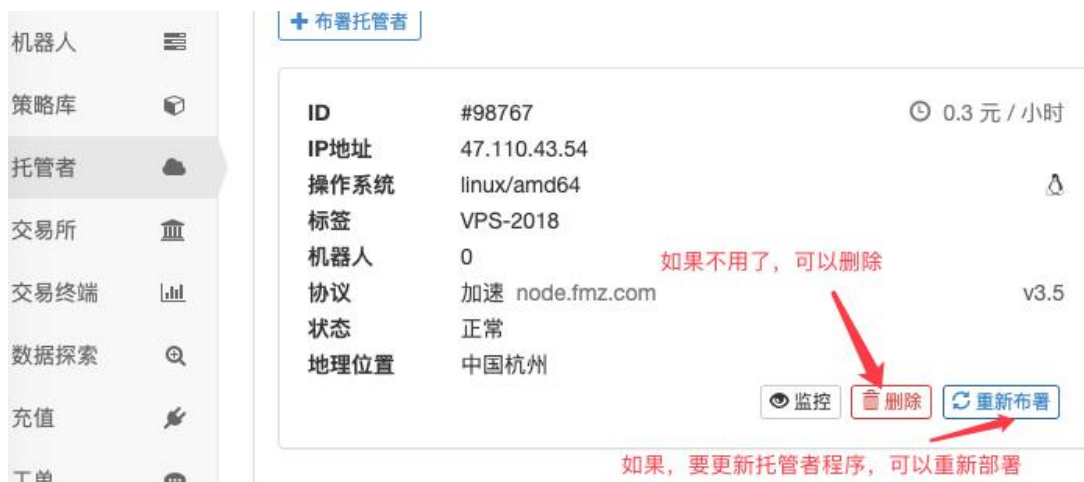 布署托管者
机器人
策略库
托管者
交易所
交易终端
数据探索
充值
工单
ID #98767 0.3 元 / 小时
IP地址 47.110.43.54
操作系统 linux/amd64
标签 VPS-2018
机器人 0
如果不用了，可以删除
协议 加速 node.fmz.com v3.5
状态 正常
地理位置 中国杭州
监控 删除 重新布署
如果，要更新托管者程序，可以重新部署